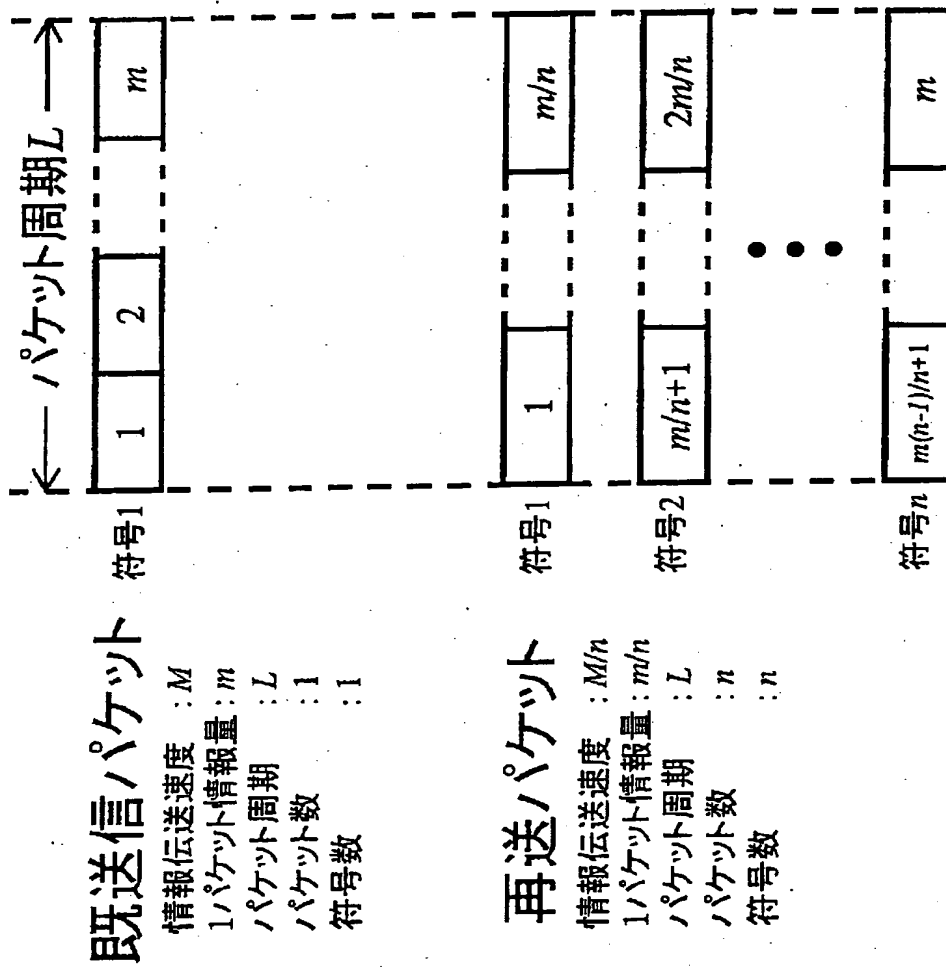 ← パケット周期L →
既送信パケット
情報伝送速度 :M
1パケット情報量:m
パケット周期 :L
パケット数 :1
符号数 :1
符号1 1 2 m
再送パケット
情報伝送速度 :M/n
1パケット情報量:m/n
パケット周期 :L
パケット数 :n
符号数 :n
符号1 1 m/n
符号2 m/n+1 2m/n
符号n m(n-1)/n+1 m